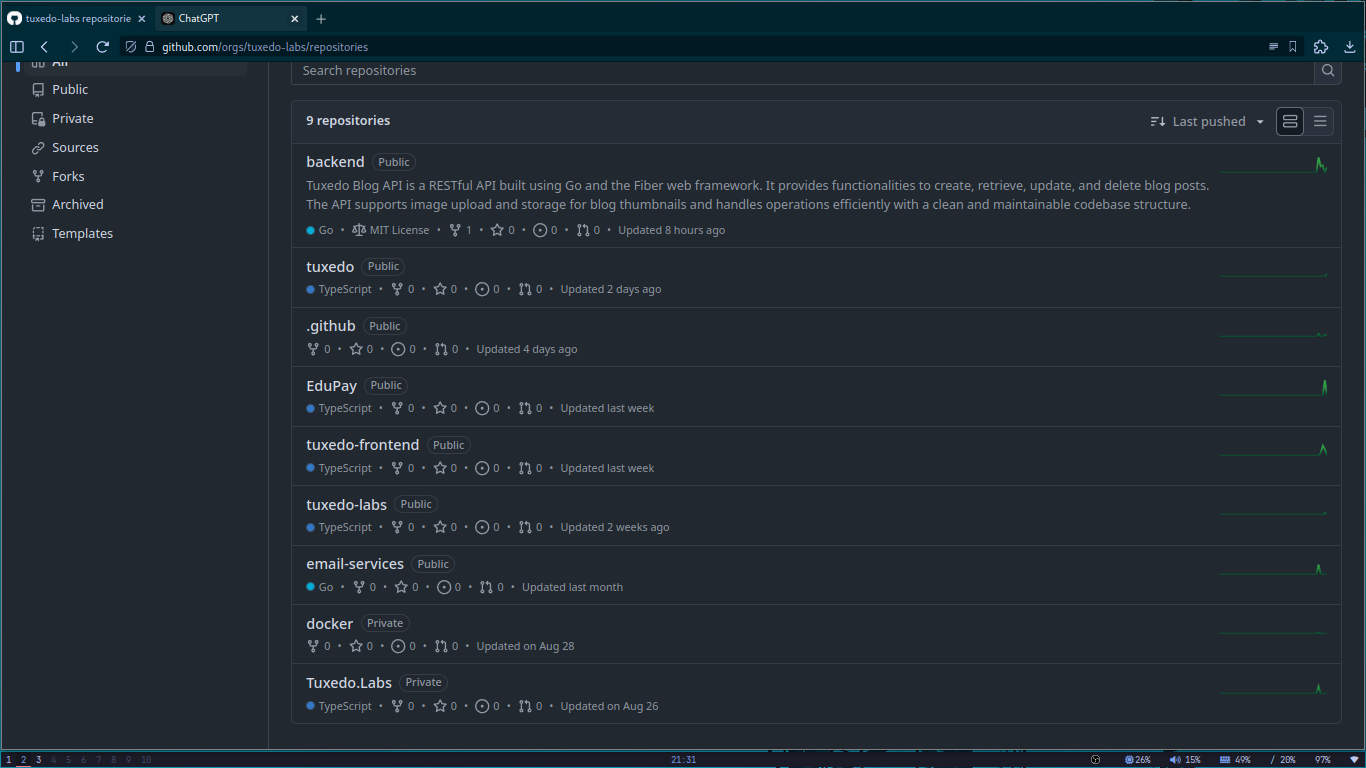 tuxedo-labs repositorie
ChatGPT
github.com/orgs/tuxedo-labs/repositories
All
Public
Private
Sources
Forks
Archived
Templates
Search repositories
9 repositories
Last pushed
backend Public
Tuxedo Blog API is a RESTful API built using Go and the Fiber web framework. It provides functionalities to create, retrieve, update, and delete blog posts.
The API supports image upload and storage for blog thumbnails and handles operations efficiently with a clean and maintainable codebase structure.
Go • MIT License • 1 • 0 • 0 • 0 • Updated 8 hours ago
tuxedo Public
TypeScript • 0 • 0 • 0 • 0 • Updated 2 days ago
.github Public
0 • 0 • 0 • 0 • Updated 4 days ago
EduPay Public
TypeScript • 0 • 0 • 0 • 0 • Updated last week
tuxedo-frontend Public
TypeScript • 0 • 0 • 0 • 0 • Updated last week
tuxedo-labs Public
TypeScript • 0 • 0 • 0 • 0 • Updated 2 weeks ago
email-services Public
Go • 0 • 0 • 0 • 0 • Updated last month
docker Private
0 • 0 • 0 • 0 • Updated on Aug 28
Tuxedo.Labs Private
TypeScript • 0 • 0 • 0 • 0 • Updated on Aug 26
1 2 3 4 5 6 7 8 9 10
21:31
26% 15% 49% / 20% 97%